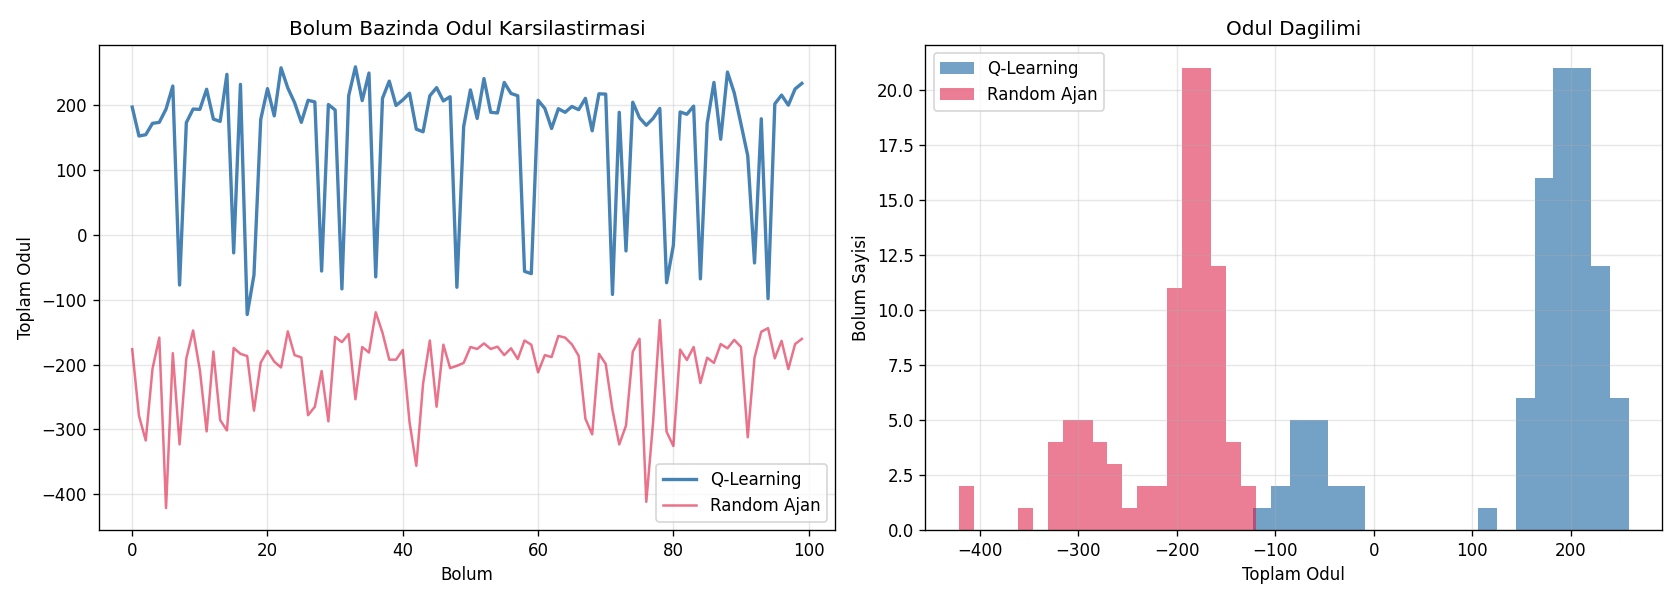 Bolum Bazinda Odul Karsilastirmasi
Toplam Odul
200
100
0
−100
−200
−300
−400
Q-Learning
Random Ajan
0 20 40 60 80 100
Bolum
Odul Dagilimi
Q-Learning
Random Ajan
Bolum Sayisi
20.0
17.5
15.0
12.5
10.0
7.5
5.0
2.5
0.0
−400 −300 −200 −100 0 100 200
Toplam Odul